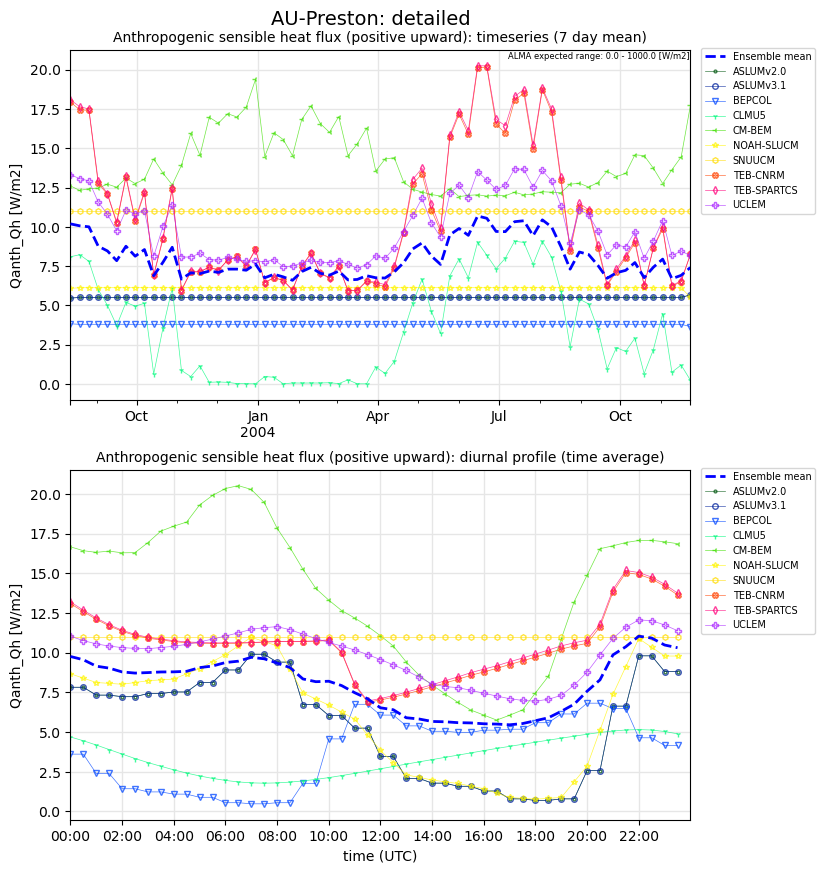 AU-Preston: detailed
Anthropogenic sensible heat flux (positive upward): timeseries (7 day mean)
ALMA expected range: 0.0 - 1000.0 [W/m2]
Qanth_Qh [W/m2]
20.0
17.5
15.0
12.5
10.0
7.5
5.0
2.5
0.0
Oct
Jan
2004
Apr
Jul
Oct
Ensemble mean
ASLUMv2.0
ASLUMv3.1
BEPCOL
CLMU5
CM-BEM
NOAH-SLUCM
SNUUCM
TEB-CNRM
TEB-SPARTCS
UCLEM
Anthropogenic sensible heat flux (positive upward): diurnal profile (time average)
Qanth_Qh [W/m2]
20.0
17.5
15.0
12.5
10.0
7.5
5.0
2.5
0.0
00:00
02:00
04:00
06:00
08:00
10:00
12:00
14:00
16:00
18:00
20:00
22:00
time (UTC)
Ensemble mean
ASLUMv2.0
ASLUMv3.1
BEPCOL
CLMU5
CM-BEM
NOAH-SLUCM
SNUUCM
TEB-CNRM
TEB-SPARTCS
UCLEM